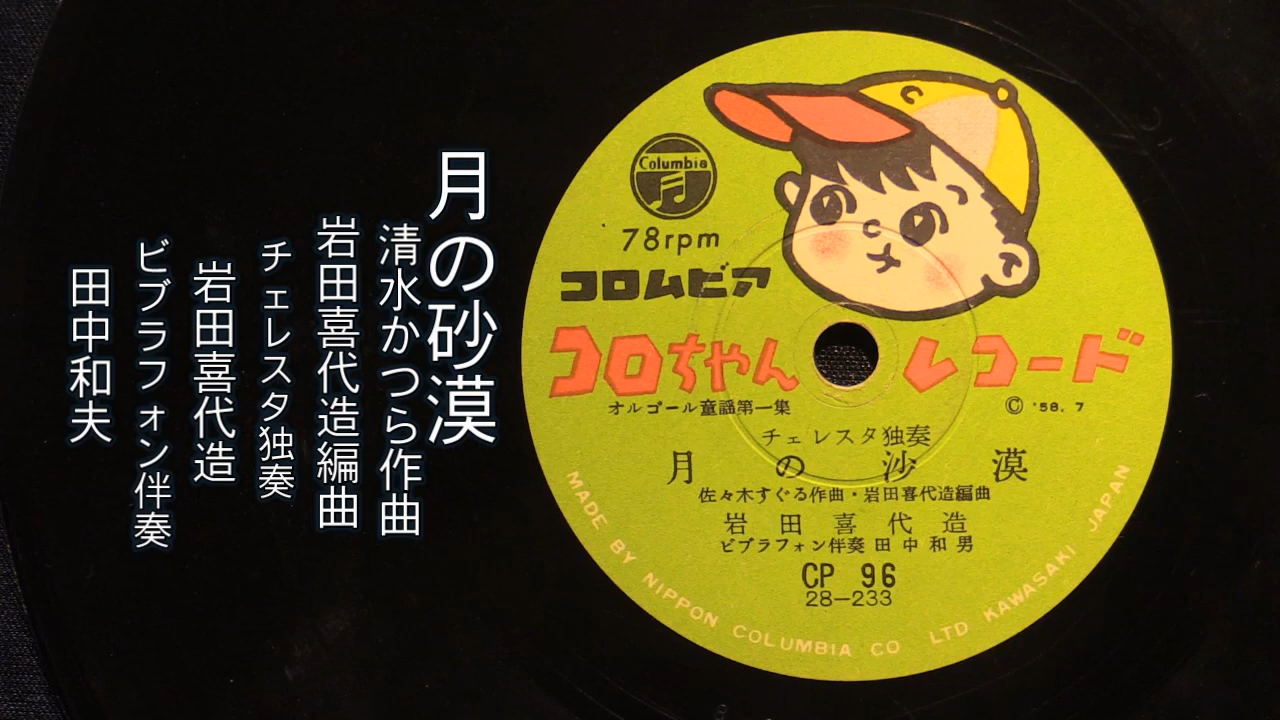 月の砂漠
清水かつら作曲
岩田喜代造編曲
チェレスタ独奏
岩田喜代造
ビブラフォン伴奏
田中和夫
C
Columbia
78rpm
コロムビア
コロちゃん レコード
オルゴール童謡第一集
Ⓒ '58. 7
チェレスタ独奏
月の沙漠
佐々木すぐる作曲・岩田喜代造編曲
岩田喜代造
ビブラフォン伴奏 田中和男
CP 96
28-233
MADE BY NIPPON COLUMBIA CO LTD KAWASAKI JAPAN